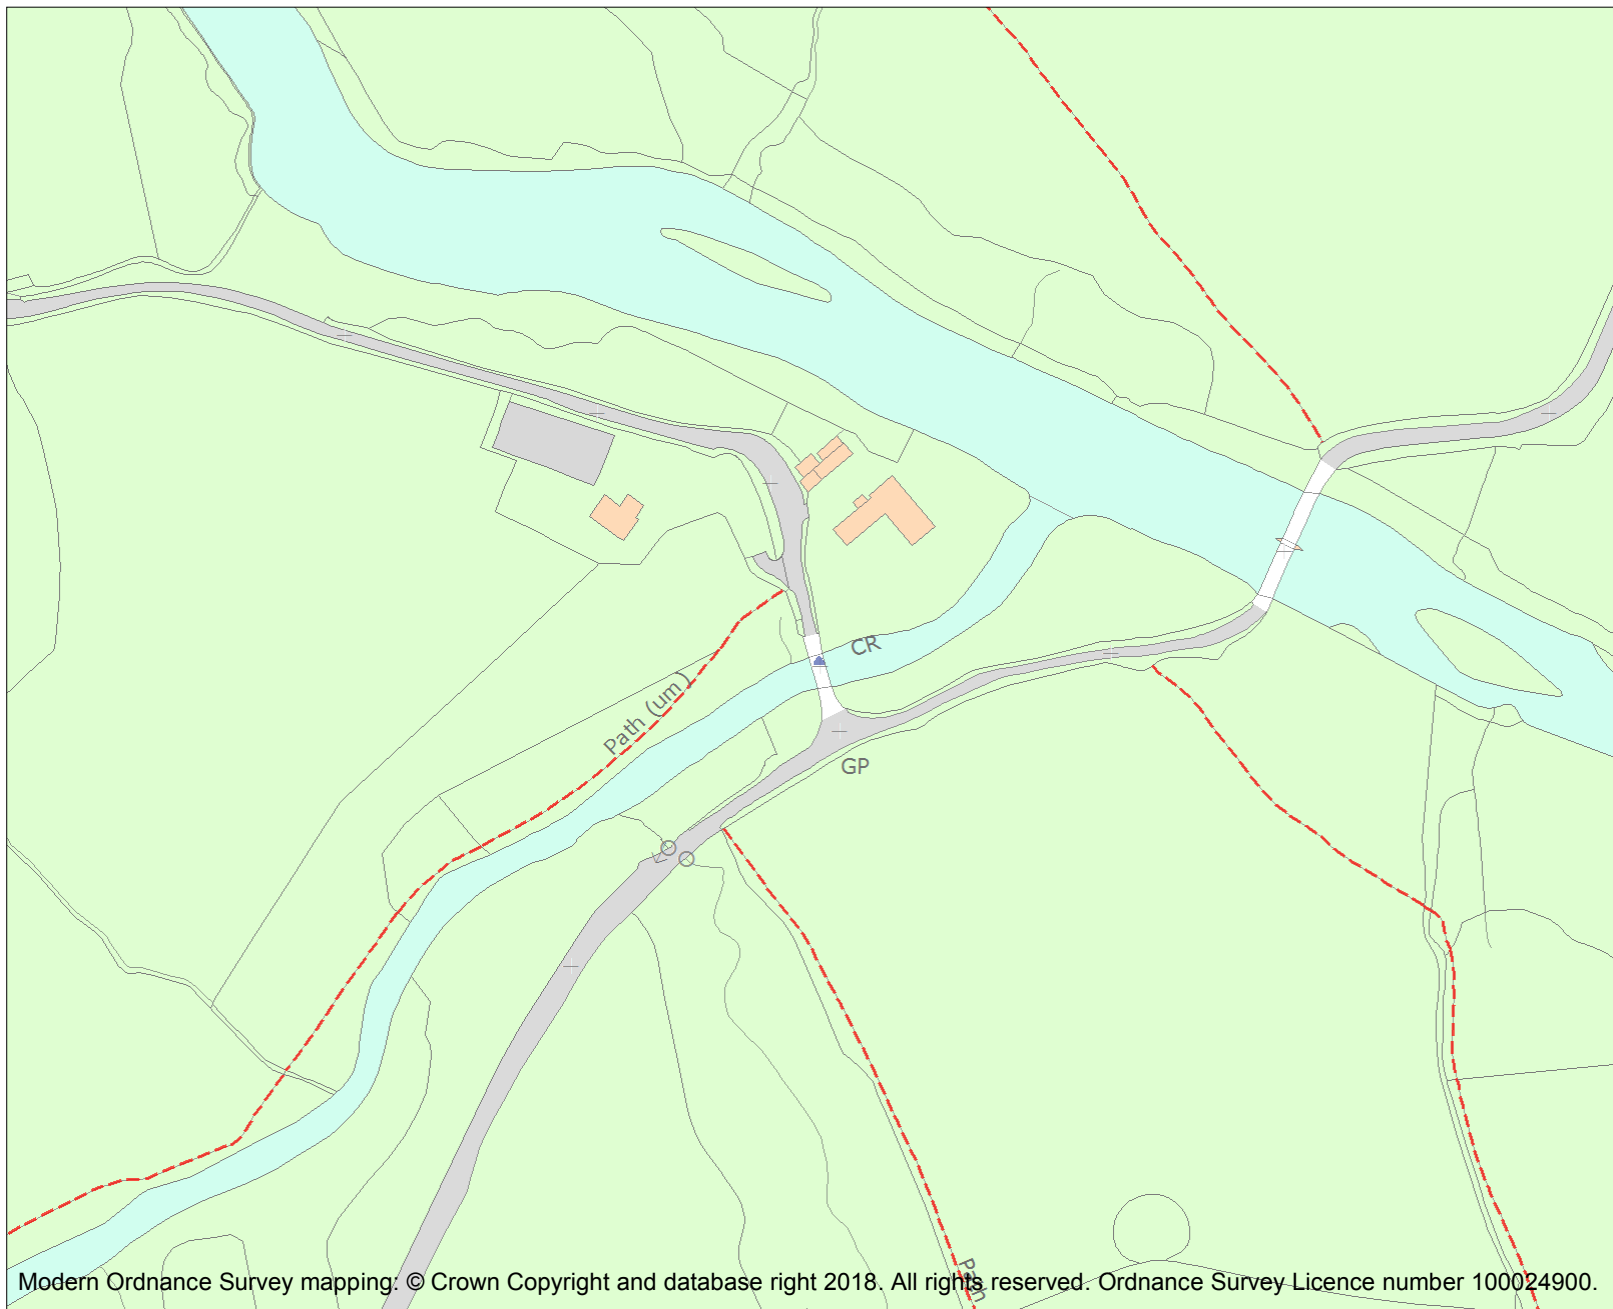 CR
Path (um)
GP
Path
Modern Ordnance Survey mapping: © Crown Copyright and database right 2018. All rights reserved. Ordnance Survey Licence number 100024900.